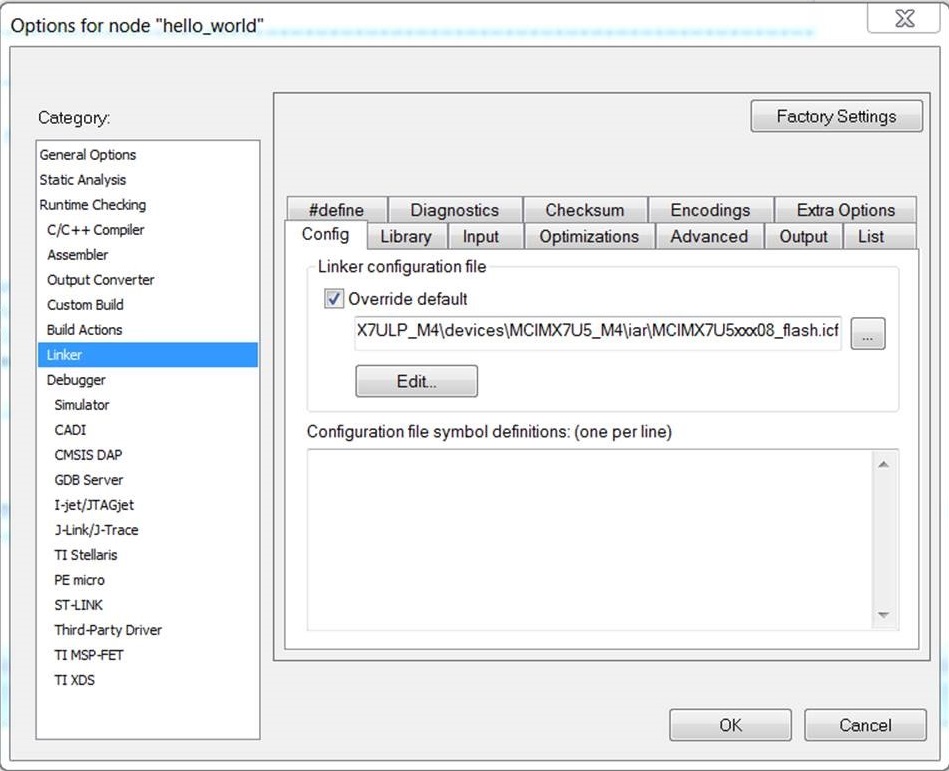 Options for node "hello_world"
Category:
General Options
Static Analysis
Runtime Checking
C/C++ Compiler
Assembler
Output Converter
Custom Build
Build Actions
Linker
Debugger
Simulator
CADI
CMSIS DAP
GDB Server
I-jet/JTAGjet
J-Link/J-Trace
TI Stellaris
PE micro
ST-LINK
Third-Party Driver
TI MSP-FET
TI XDS
Factory Settings
#define Diagnostics Checksum Encodings Extra Options
Config Library Input Optimizations Advanced Output List
Linker configuration file
Override default
X7ULP_M4\devices\MCIMX7U5_M4\iar\MCIMX7U5xxx08_flash.icf
...
Edit...
Configuration file symbol definitions: (one per line)
OK Cancel